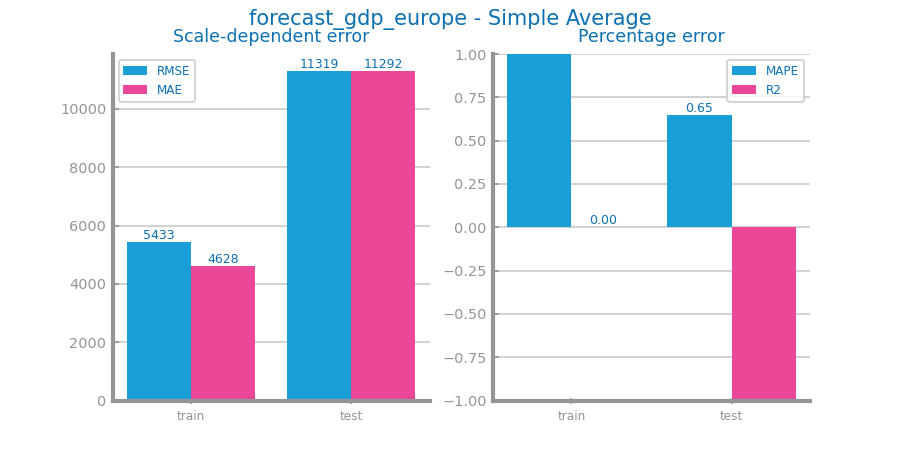 forecast_gdp_europe - Simple Average
Scale-dependent error
RMSE
MAE
11319
11292
5433
4628
10000
8000
6000
4000
2000
0
train
test
Percentage error
MAPE
R2
0.65
0.00
1.00
0.75
0.50
0.25
0.00
−0.25
−0.50
−0.75
−1.00
train
test